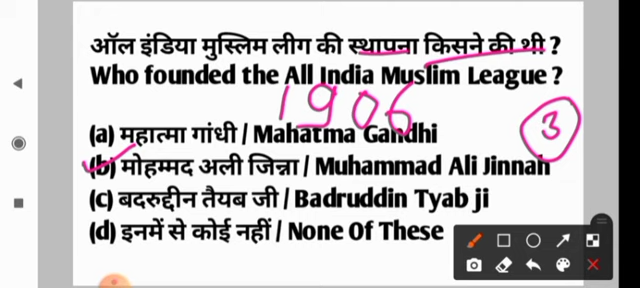 ऑल इंडिया मुस्लिम लीग की स्थापना किसने की थी ?
Who founded the All India Muslim League ?
1906
(a) महात्मा गांधी / Mahatma Gandhi
3
(b) मोहम्मद अली जिन्ना / Muhammad Ali Jinnah
(c) बदरुद्दीन तैयब जी / Badruddin Tyab ji
(d) इनमें से कोई नहीं / None Of These